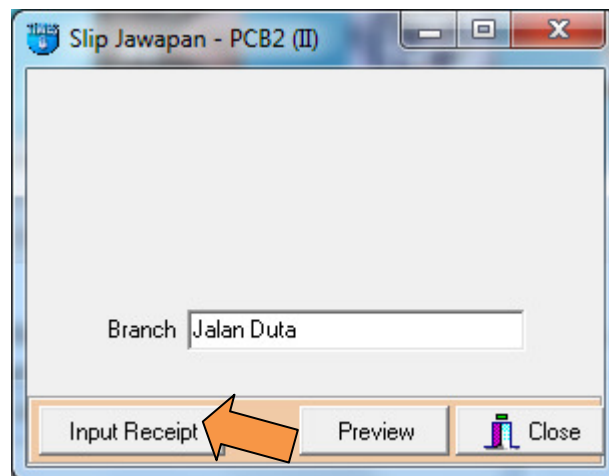 Slip Jawapan - PCB2 (II)
Branch Jalan Duta
Input Receipt Preview Close